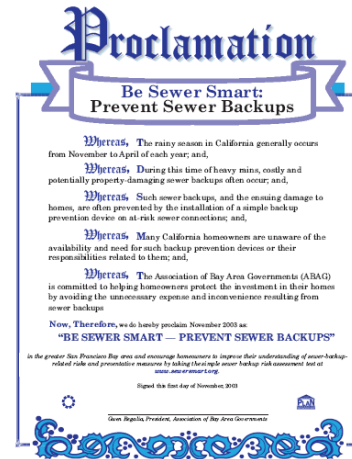 Proclamation
Be Sewer Smart:
Prevent Sewer Backups
Whereas, The rainy season in California generally occurs
from November to April of each year; and,
Whereas, During this time of heavy rains, costly and
potentially property-damaging sewer backups often occur; and,
Whereas, Such sewer backups, and the ensuing damage to
homes, are often prevented by the installation of a simple backup
prevention device on at-risk sewer connections; and,
Whereas, Many California homeowners are unaware of the
availability and need for such backup prevention devices or their
responsibilities related to them; and,
Whereas, The Association of Bay Area Governments (ABAG)
is committed to helping homeowners protect the investment in their homes
by avoiding the unnecessary expense and inconvenience resulting from
sewer backups
Now, Therefore, we do hereby proclaim November 2003 as:
“BE SEWER SMART — PREVENT SEWER BACKUPS”
in the greater San Francisco Bay area and encourage homeowners to improve their understanding of sewer-backup-
related risks and preventative measures by taking the simple sewer backup risk assessment test at
www.sewersmart.org.
Signed this first day of November, 2003
PLAN
Gwen Regalia, President, Association of Bay Area Governments